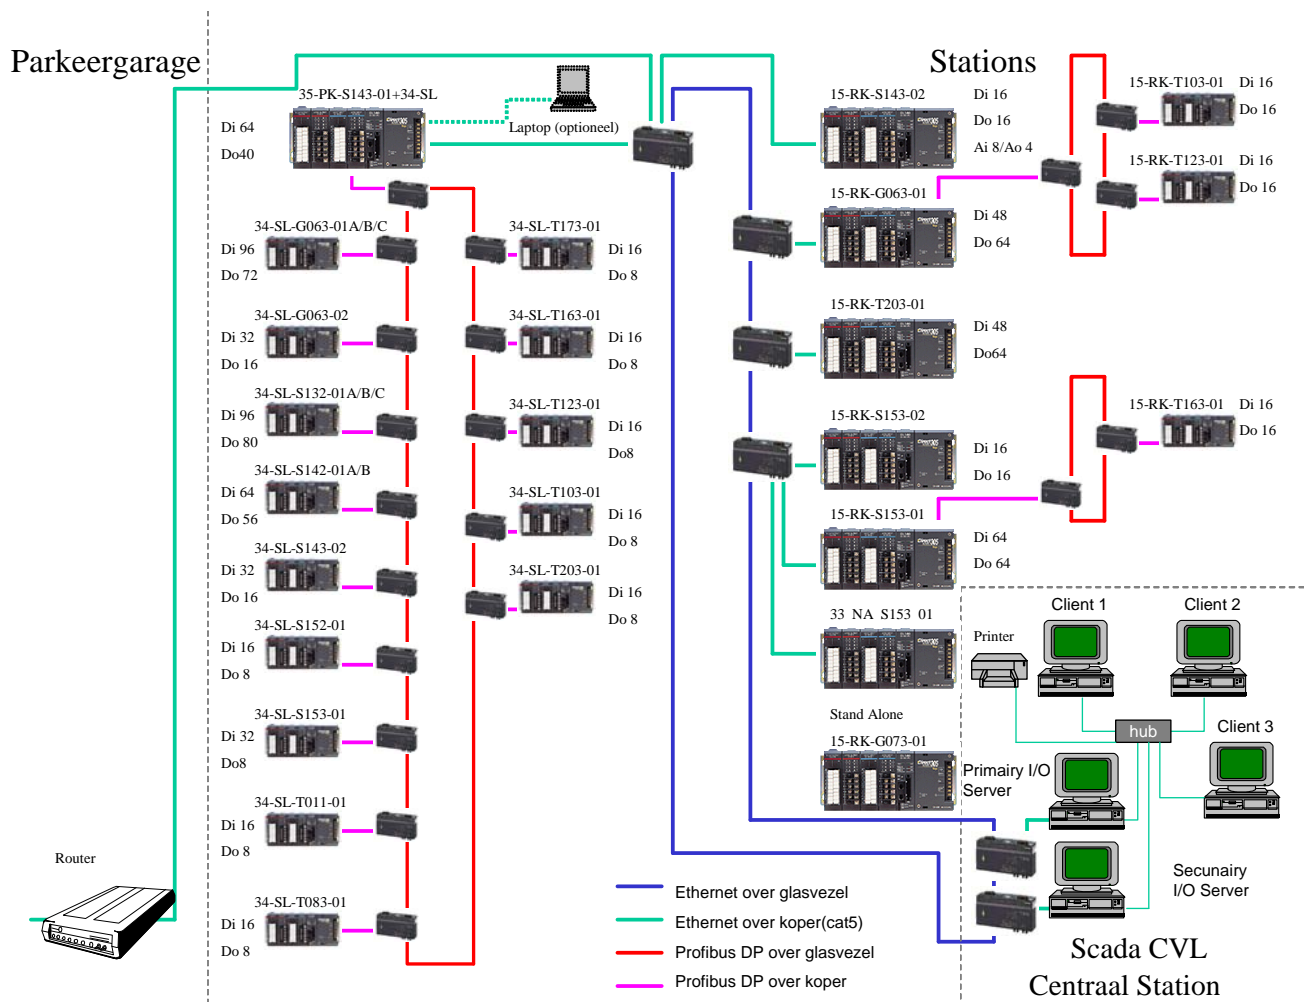 Parkeergarage
Stations
35-PK-S143-01+34-SL
Di 64
Do40
Laptop (optioneel)
34-SL-G063-01A/B/C
Di 96
Do 72
34-SL-G063-02
Di 32
Do 16
34-SL-S132-01A/B/C
Di 96
Do 80
34-SL-S142-01A/B
Di 64
Do 56
34-SL-S143-02
Di 32
Do 16
34-SL-S152-01
Di 16
Do 8
34-SL-S153-01
Di 32
Do8
34-SL-T011-01
Di 16
Do 8
34-SL-T083-01
Di 16
Do 8
34-SL-T173-01
Di 16
Do 8
34-SL-T163-01
Di 16
Do 8
34-SL-T123-01
Di 16
Do8
34-SL-T103-01
Di 16
Do 8
34-SL-T203-01
Di 16
Do 8
15-RK-S143-02
Di 16
Do 16
Ai 8/Ao 4
15-RK-G063-01
Di 48
Do 64
15-RK-T203-01
Di 48
Do64
15-RK-S153-02
Di 16
Do 16
15-RK-S153-01
Di 64
Do 64
33 NA S153 01
Stand Alone
15-RK-G073-01
15-RK-T103-01 Di 16
Do 16
15-RK-T123-01 Di 16
Do 16
15-RK-T163-01 Di 16
Do 16
Router
Ethernet over glasvezel
Ethernet over koper(cat5)
Profibus DP over glasvezel
Profibus DP over koper
Client 1
Client 2
Printer
hub
Client 3
Primairy I/O
Server
Secunairy
I/O Server
Scada CVL
Centraal Station